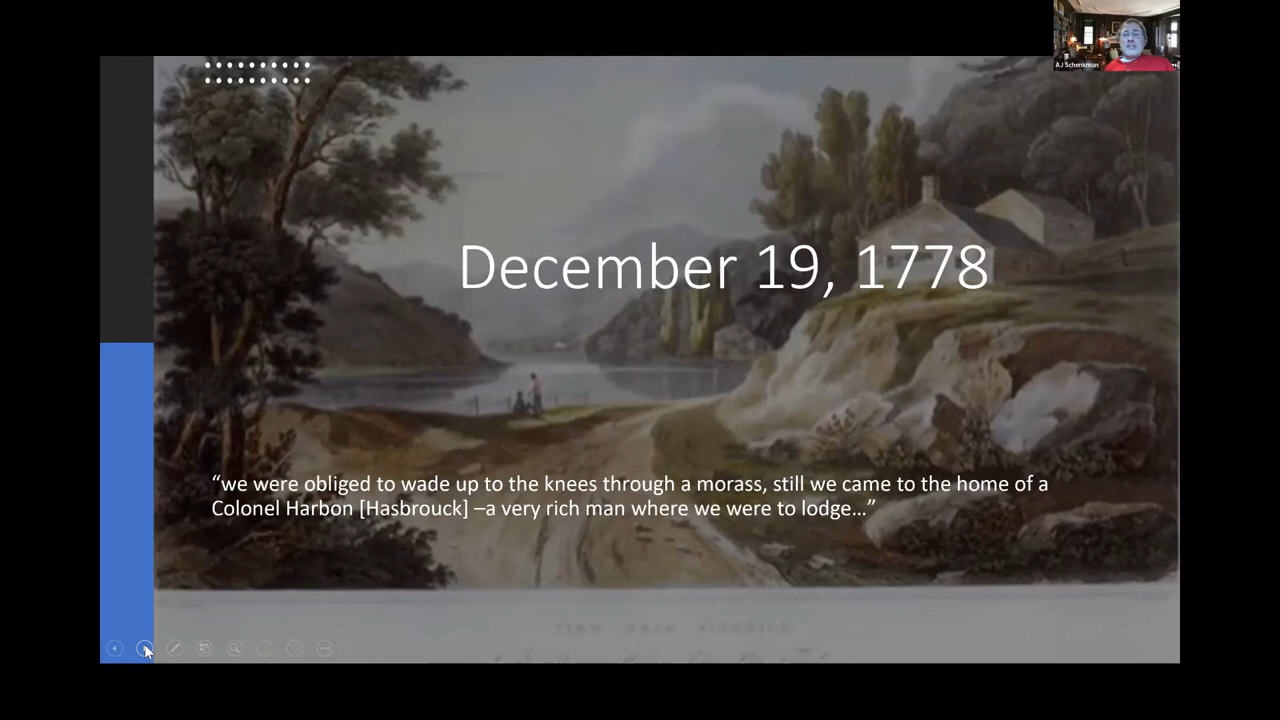 A J Schenkman
December 19, 1778
“we were obliged to wade up to the knees through a morass, still we came to the home of a
Colonel Harbon [Hasbrouck] –a very rich man where we were to lodge…”